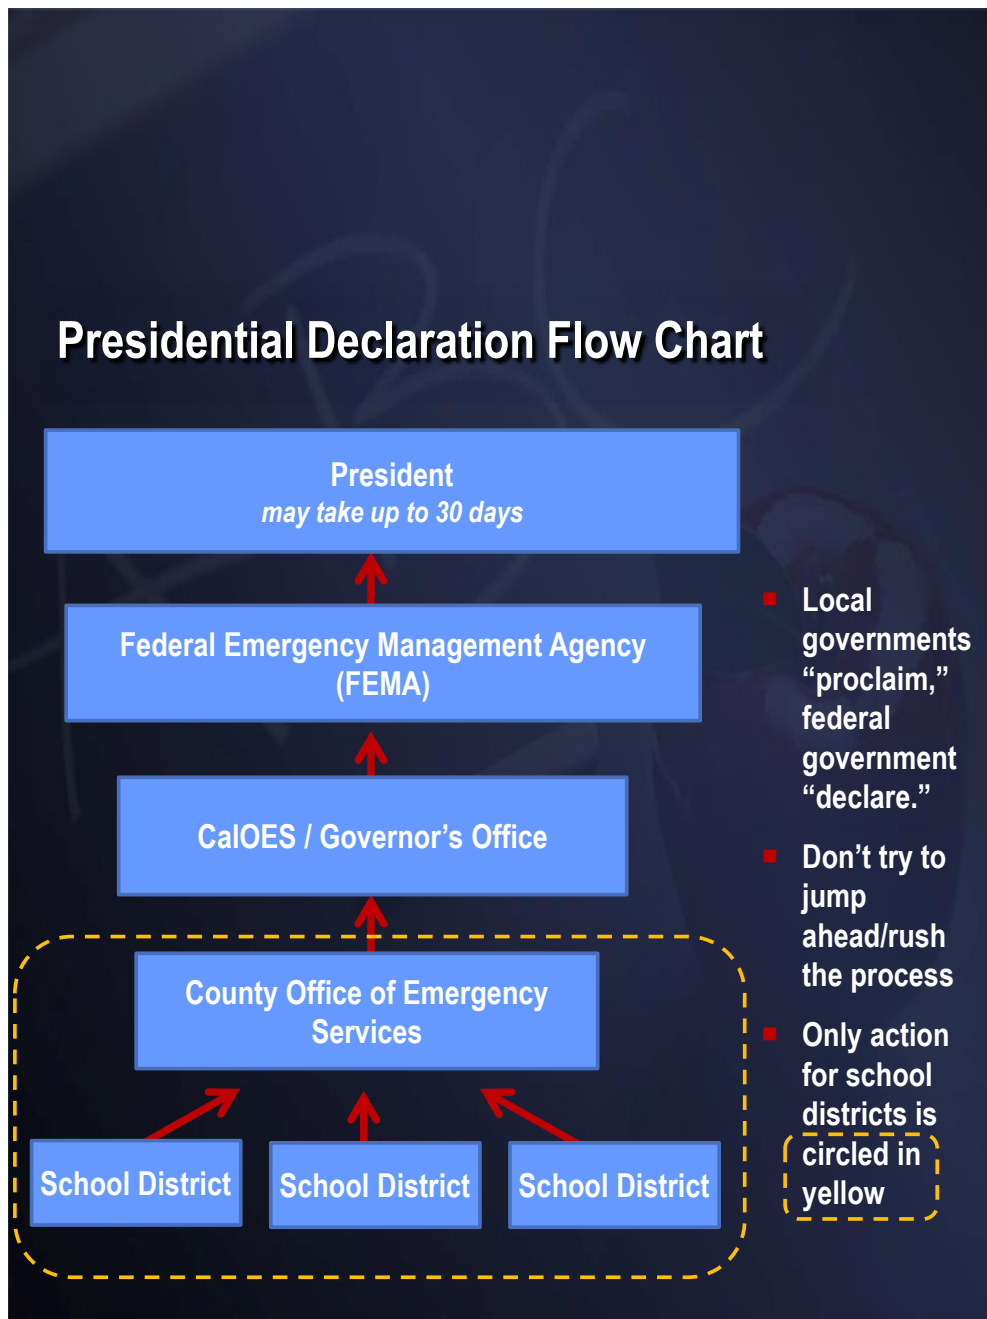 Presidential Declaration Flow Chart
President
may take up to 30 days
Federal Emergency Management Agency
(FEMA)
CalOES / Governor’s Office
County Office of Emergency
Services
School District
School District
School District
Local
governments
“proclaim,”
federal
government
“declare.”
Don’t try to
jump
ahead/rush
the process
Only action
for school
districts is
circled in
yellow